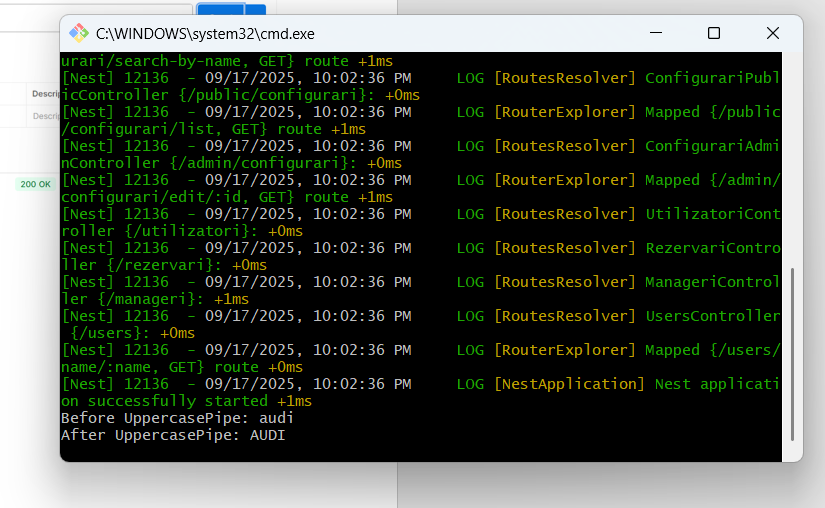 C:\WINDOWS\system32\cmd.exe
urari/search-by-name, GET} route +1ms
[Nest] 12136  - 09/17/2025, 10:02:36 PM     LOG [RoutesResolver] ConfigurariPubl
icController {/public/configurari}: +0ms
[Nest] 12136  - 09/17/2025, 10:02:36 PM     LOG [RouterExplorer] Mapped {/public
/configurari/list, GET} route +1ms
[Nest] 12136  - 09/17/2025, 10:02:36 PM     LOG [RoutesResolver] ConfigurariAdmi
nController {/admin/configurari}: +0ms
[Nest] 12136  - 09/17/2025, 10:02:36 PM     LOG [RouterExplorer] Mapped {/admin/
configurari/edit/:id, GET} route +1ms
[Nest] 12136  - 09/17/2025, 10:02:36 PM     LOG [RoutesResolver] UtilizatoriCont
roller {/utilizatori}: +0ms
[Nest] 12136  - 09/17/2025, 10:02:36 PM     LOG [RoutesResolver] RezervariContro
ller {/rezervari}: +0ms
[Nest] 12136  - 09/17/2025, 10:02:36 PM     LOG [RoutesResolver] ManageriControl
ler {/manageri}: +1ms
[Nest] 12136  - 09/17/2025, 10:02:36 PM     LOG [RoutesResolver] UsersController
 {/users}: +0ms
[Nest] 12136  - 09/17/2025, 10:02:36 PM     LOG [RouterExplorer] Mapped {/users/
name/:name, GET} route +0ms
[Nest] 12136  - 09/17/2025, 10:02:36 PM     LOG [NestApplication] Nest applicati
on successfully started +1ms
Before UppercasePipe: audi
After UppercasePipe: AUDI
200 OK